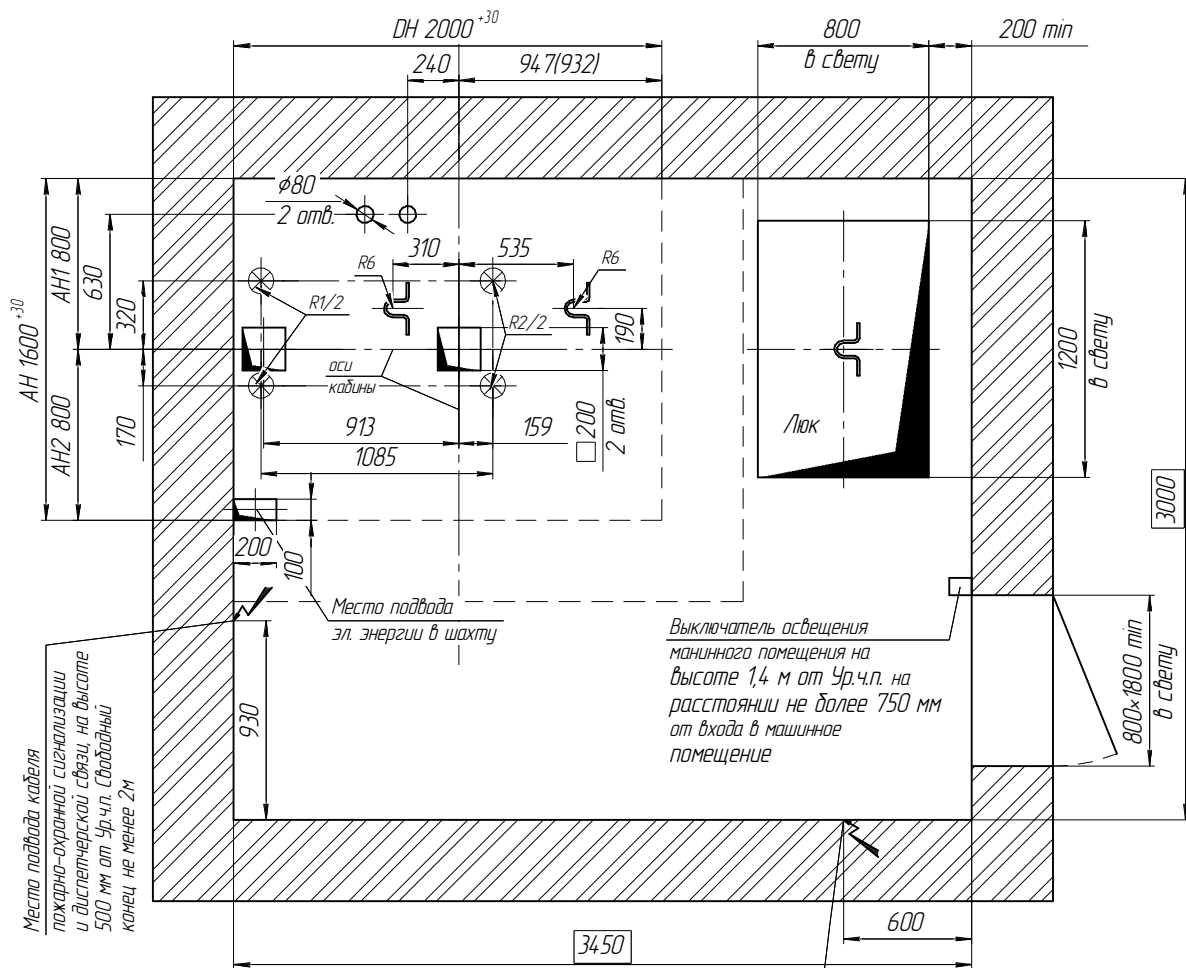 DH 2000 +30
800
в свету
200 min
240
947(932)
AH 1600 +30
AH1 800
AH2 800
630
320
170
⌀80
2 отв.
310
535
R6
R6
R1/2
R2/2
190
оси
кабины
913
159
1085
□200
2 отв.
Люк
1200
в свету
3000
200
100
Место подвода
эл. энергии в шахту
Выключатель освещения
манинного помещения на
высоте 1,4 м от Ур.ч.п. на
расстоянии не более 750 мм
от входа в машинное
помещение
800×1800 min
в свету
930
Место подвода кабеля
пожарно-охранной сигнализации
и диспетчерской связи, на высоте
500 мм от Ур.ч.п. Свободный
конец не менее 2м
600
3450